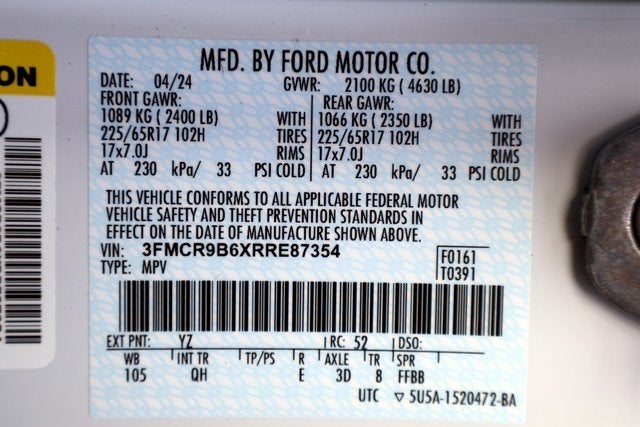 ON
MFD. BY FORD MOTOR CO.
DATE: 04/24 GVWR: 2100 KG ( 4630 LB)
FRONT GAWR: REAR GAWR:
1089 KG ( 2400 LB) WITH 1066 KG ( 2350 LB) WITH
225/65R17 102H TIRES 225/65R17 102H TIRES
17x7.0J RIMS 17x7.0J RIMS
AT 230 kPa/ 33 PSI COLD AT 230 kPa/ 33 PSI COLD
THIS VEHICLE CONFORMS TO ALL APPLICABLE FEDERAL MOTOR
VEHICLE SAFETY AND THEFT PREVENTION STANDARDS IN
EFFECT ON THE DATE OF MANUFACTURE SHOWN ABOVE.
VIN: 3FMCR9B6XRRE87354 F0161
TYPE: MPV T0391
EXT PNT: YZ RC: 52 DSO:
WB INT TR TP/PS R AXLE TR SPR
105 QH E 3D 8 FFBB
UTC ▽ 5U5A-1520472-BA